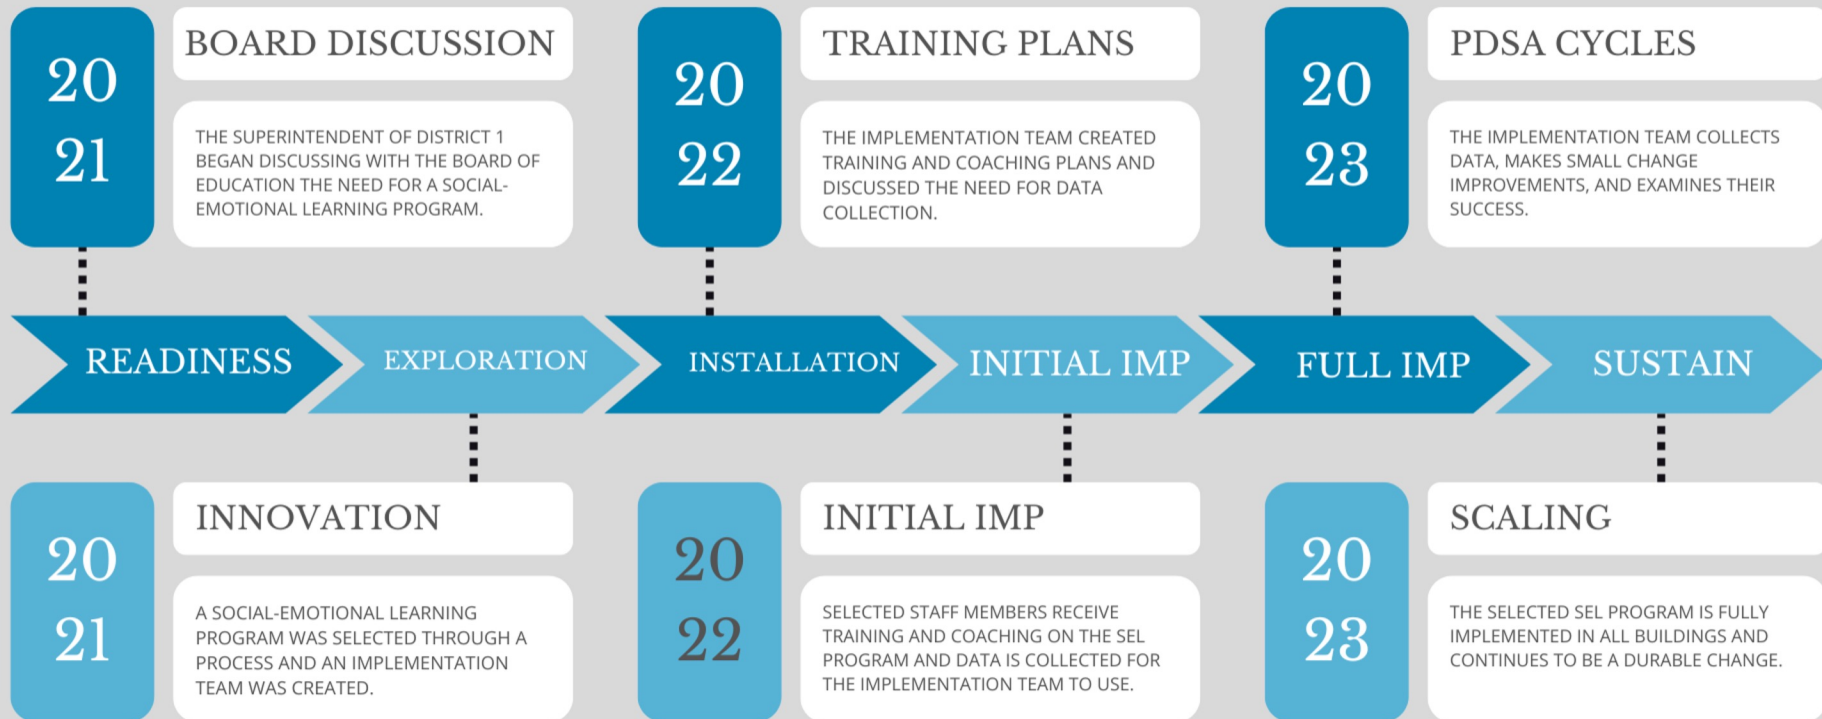 20
21
BOARD DISCUSSION
THE SUPERINTENDENT OF DISTRICT 1
BEGAN DISCUSSING WITH THE BOARD OF
EDUCATION THE NEED FOR A SOCIAL-
EMOTIONAL LEARNING PROGRAM.
20
22
TRAINING PLANS
THE IMPLEMENTATION TEAM CREATED
TRAINING AND COACHING PLANS AND
DISCUSSED THE NEED FOR DATA
COLLECTION.
20
23
PDSA CYCLES
THE IMPLEMENTATION TEAM COLLECTS
DATA, MAKES SMALL CHANGE
IMPROVEMENTS, AND EXAMINES THEIR
SUCCESS.
READINESS
EXPLORATION
INSTALLATION
INITIAL IMP
FULL IMP
SUSTAIN
20
21
INNOVATION
A SOCIAL-EMOTIONAL LEARNING
PROGRAM WAS SELECTED THROUGH A
PROCESS AND AN IMPLEMENTATION
TEAM WAS CREATED.
20
22
INITIAL IMP
SELECTED STAFF MEMBERS RECEIVE
TRAINING AND COACHING ON THE SEL
PROGRAM AND DATA IS COLLECTED FOR
THE IMPLEMENTATION TEAM TO USE.
20
23
SCALING
THE SELECTED SEL PROGRAM IS FULLY
IMPLEMENTED IN ALL BUILDINGS AND
CONTINUES TO BE A DURABLE CHANGE.